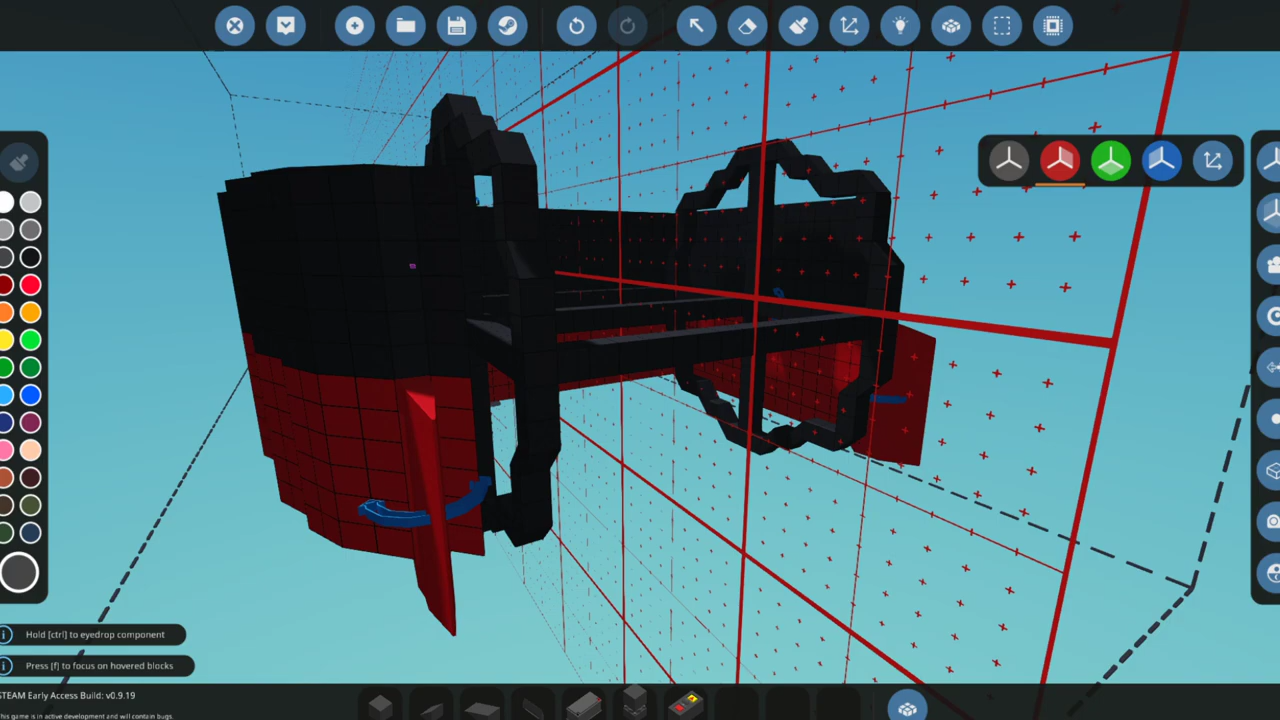 Hold [ctrl] to eyedrop component
Press [f] to focus on hovered blocks
STEAM Early Access Build: v0.9.19
This game is in active development and will contain bugs.